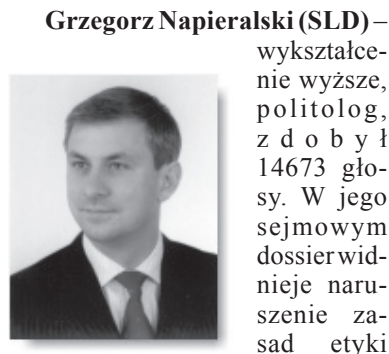 Grzegorz Napieralski (SLD) –
wykształce-
nie wyższe,
politolog,
zdobył
14673 gło-
sy. W jego
sejmowym
dossier wid-
nieje naru-
szenie za-
sad etyki